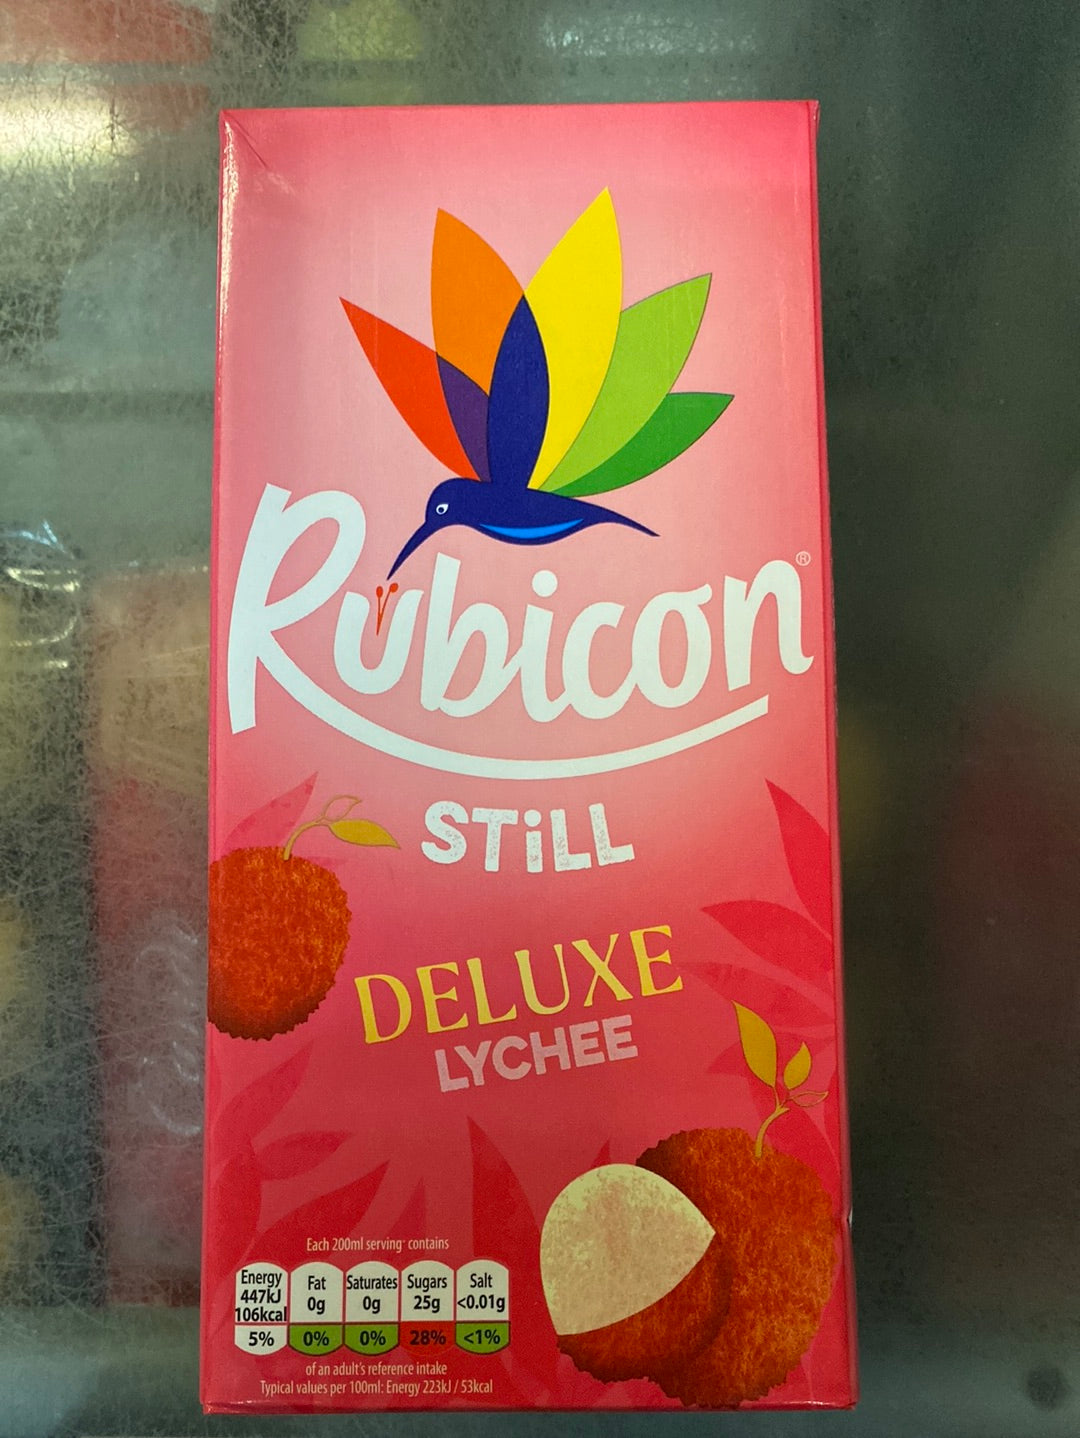 Rubicon®
STiLL
DELUXE
LYCHEE
Each 200ml serving· contains
Energy
447kJ
106kcal
5%
Fat
0g
0%
Saturates
0g
0%
Sugars
25g
28%
Salt
<0.01g
<1%
of an adult's reference intake
Typical values per 100ml: Energy 223kJ / 53kcal